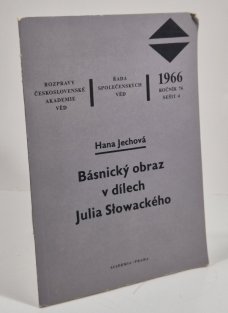 ROZPRAVY
ČESKOSLOVENSKÉ
AKADEMIE
VĚD
ŘADA
SPOLEČENSKÝCH
VĚD
1966
ROČNÍK 76
SEŠIT 4
Hana Jechová
Básnický obraz
v dílech
Julia Słowackého
ACADEMIA · PRAHA